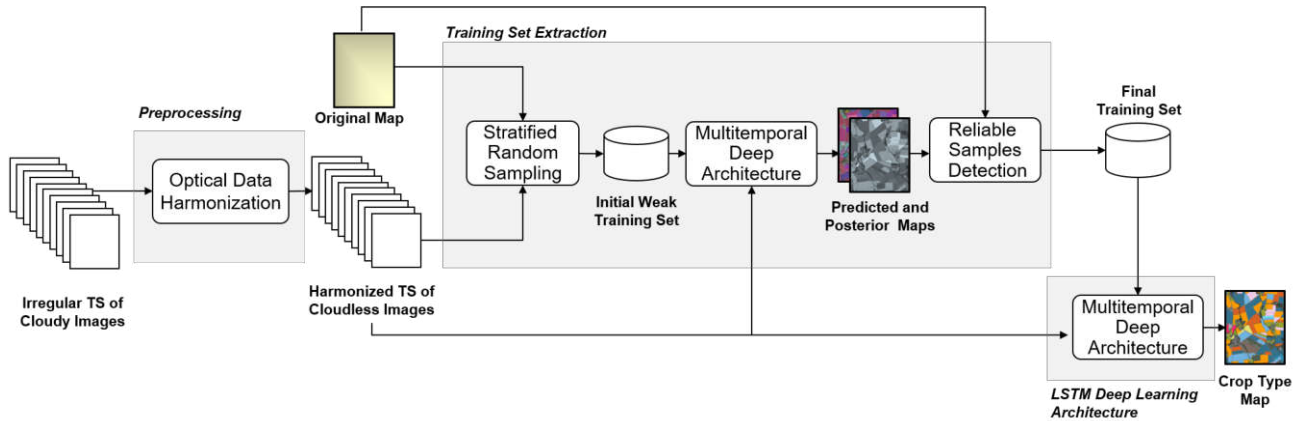 Training Set Extraction
Original Map
Preprocessing
Optical Data
Harmonization
Irregular TS of
Cloudy Images
Harmonized TS of
Cloudless Images
Stratified
Random
Sampling
Initial Weak
Training Set
Multitemporal
Deep
Architecture
Predicted and
Posterior Maps
Reliable
Samples
Detection
Final
Training Set
Multitemporal
Deep
Architecture
LSTM Deep Learning
Architecture
Crop Type
Map